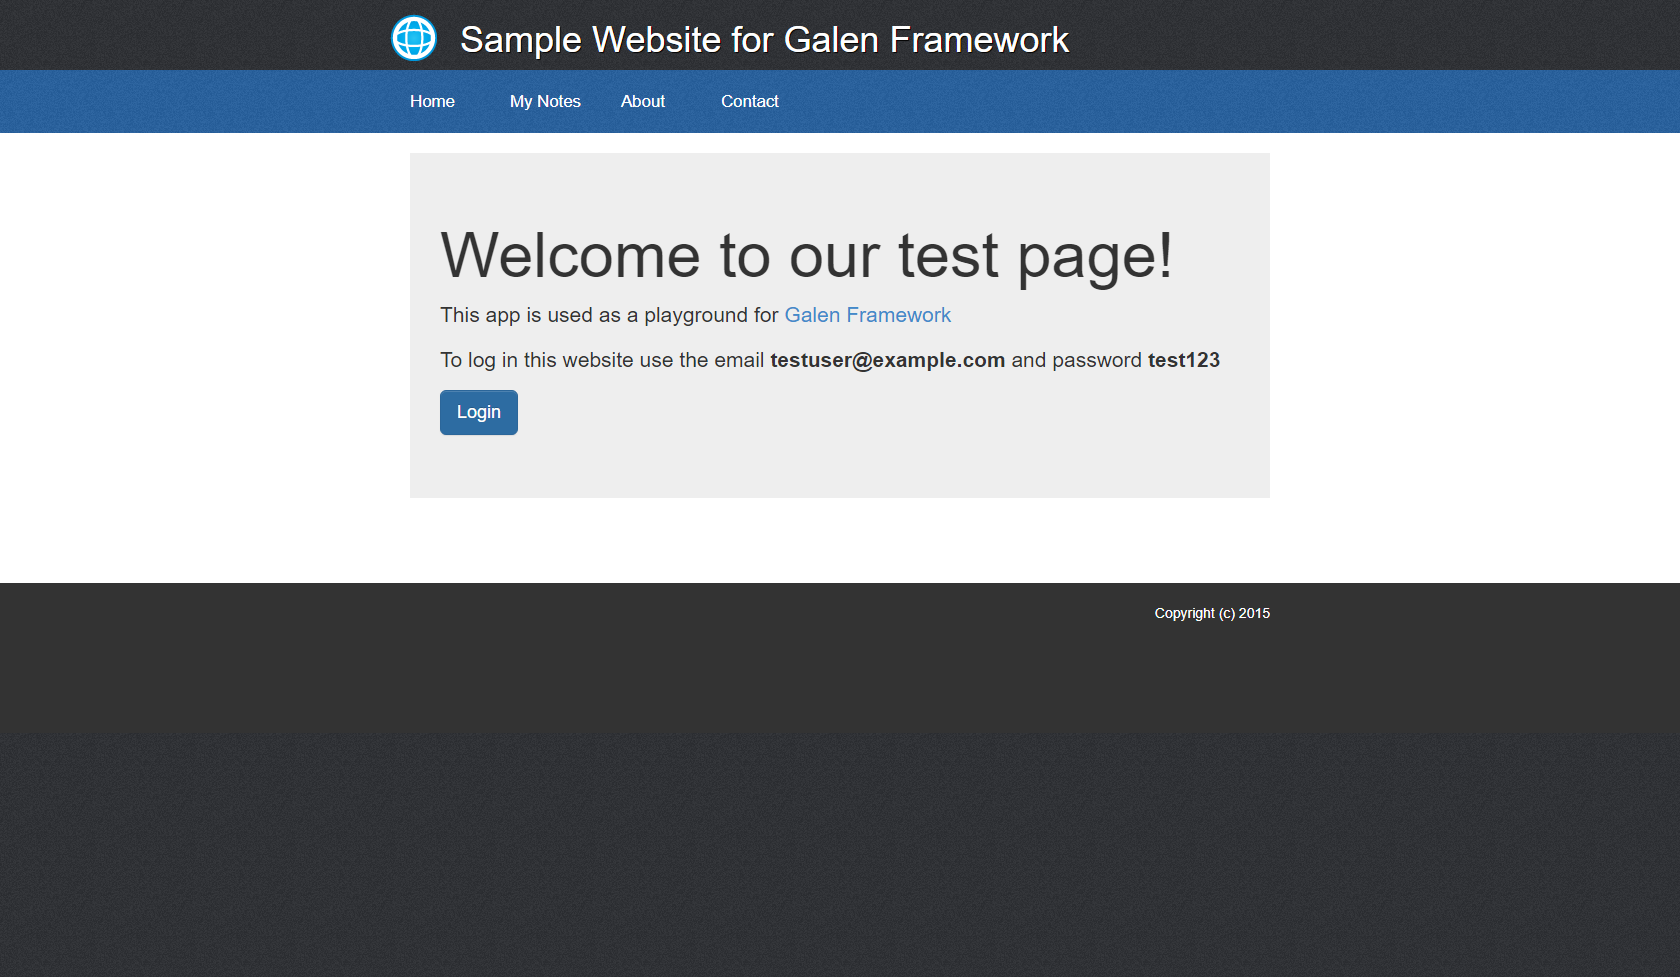 Sample Website for Galen Framework
Home My Notes About Contact
Welcome to our test page!
This app is used as a playground for Galen Framework
To log in this website use the email testuser@example.com and password test123
Login
Copyright (c) 2015